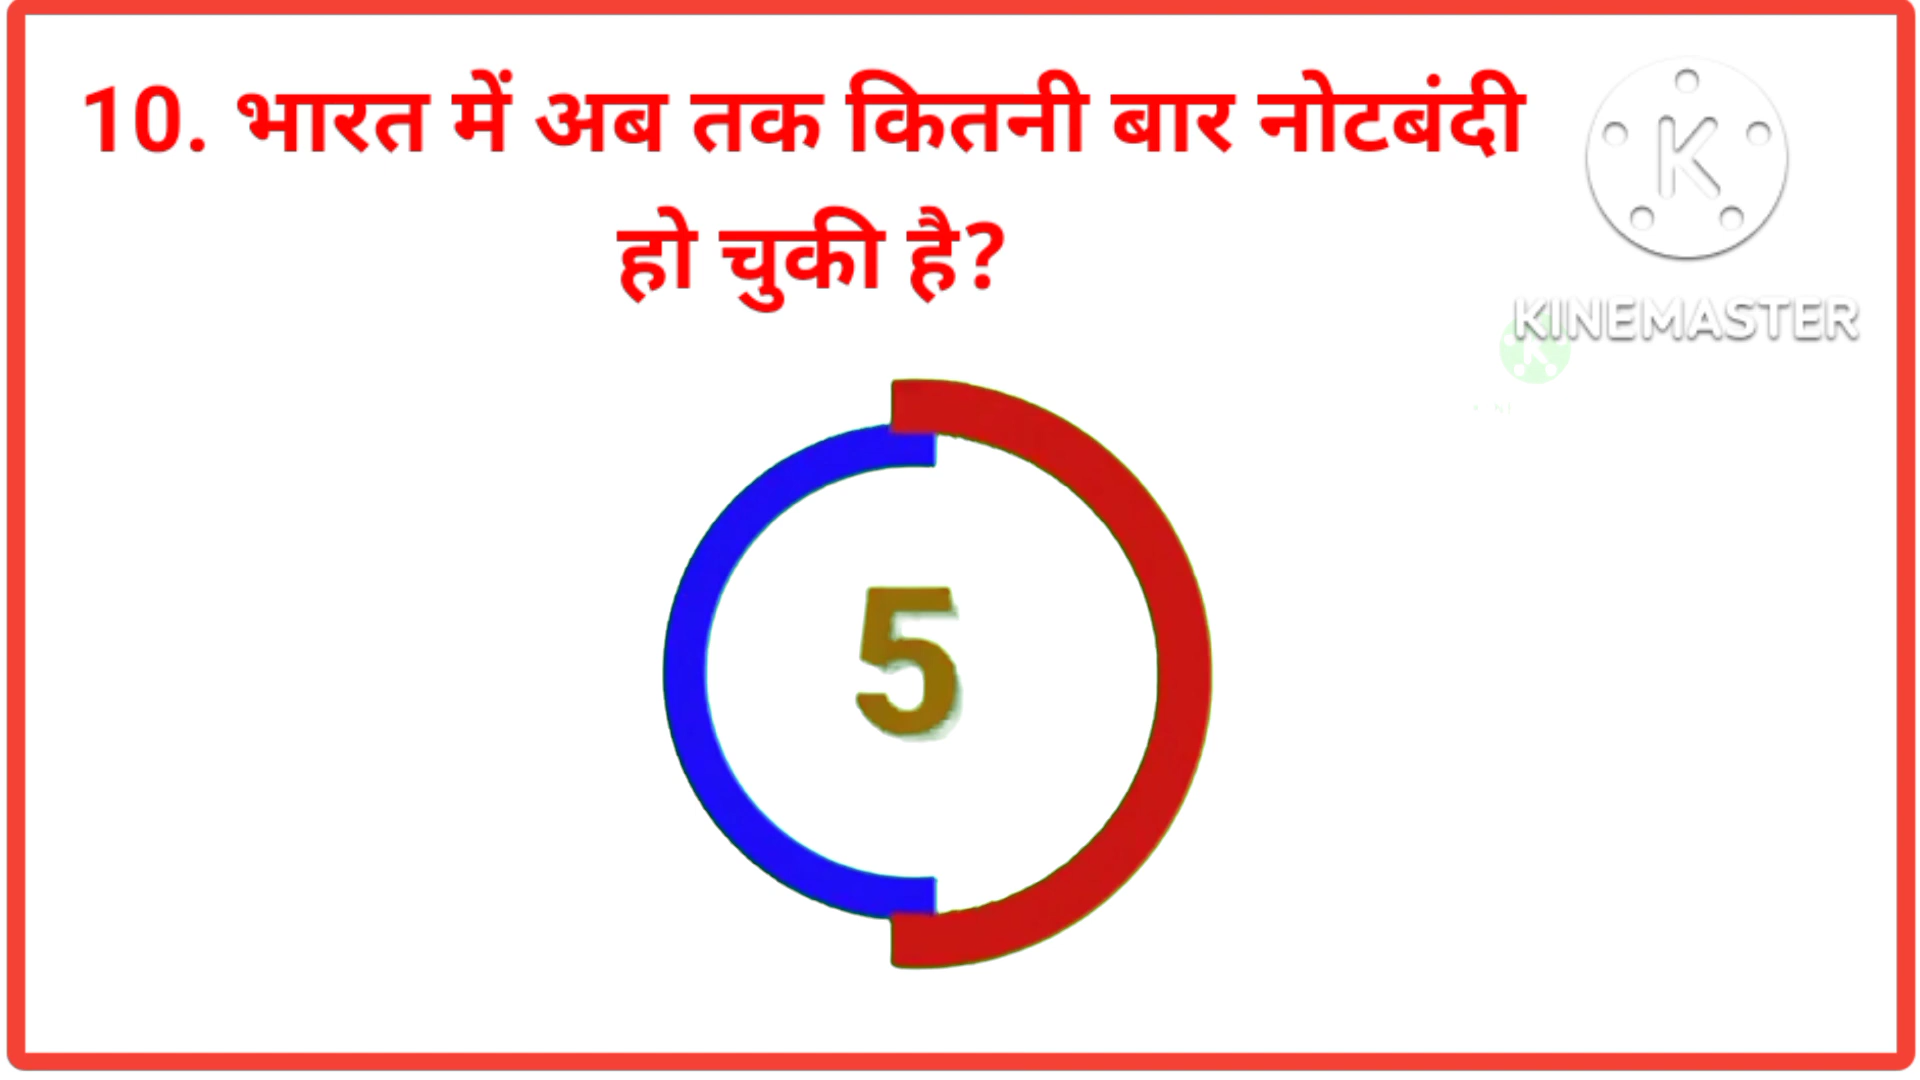 10. भारत में अब तक कितनी बार नोटबंदी
हो चुकी है?
K
KINEMASTER
K
5